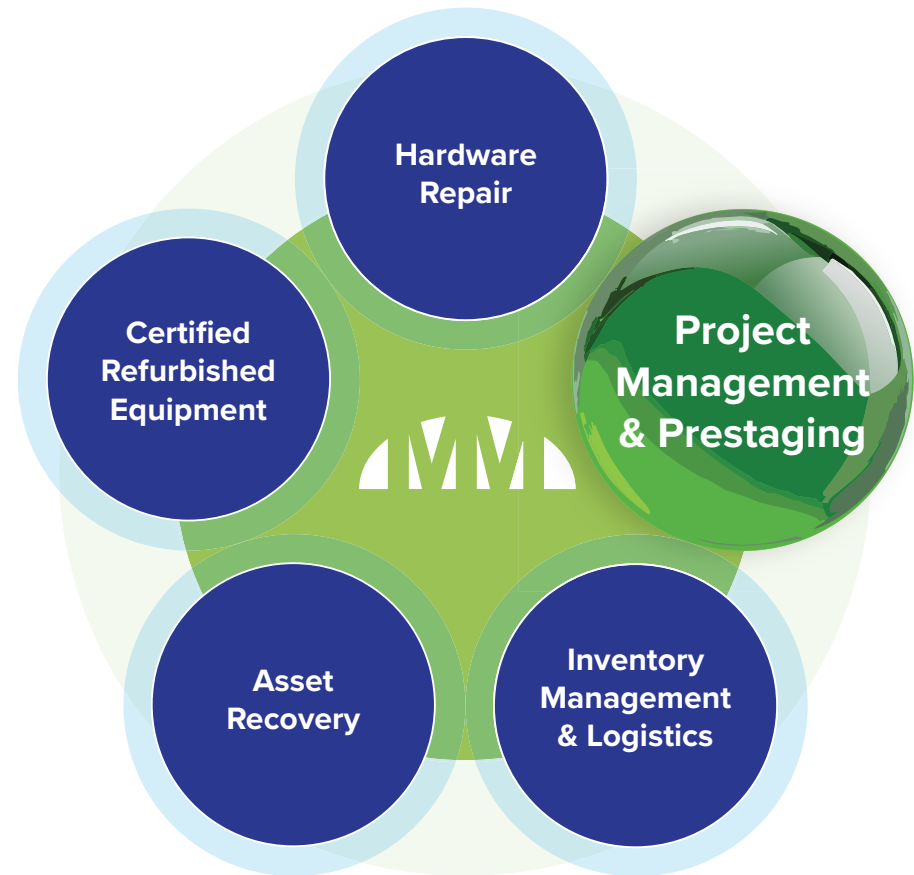 Hardware
Repair
Project
Management
& Prestaging
Certified
Refurbished
Equipment
Inventory
Management
& Logistics
Asset
Recovery